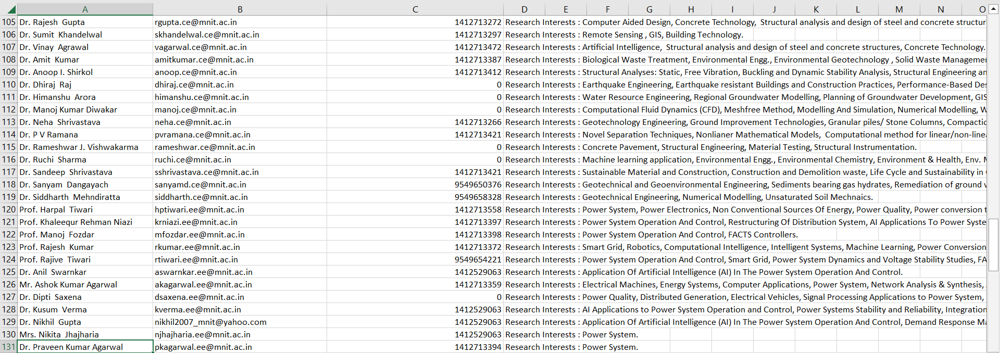 A B C D E F G H I J K L M N O
105 Dr. Rajesh  Gupta rgupta.ce@mnit.ac.in 1412713272 Research Interests : Computer Aided Design, Concrete Technology,  Structural analysis and design of steel and concrete structur
106 Dr. Sumit  Khandelwal skhandelwal.ce@mnit.ac.in 1412713297 Research Interests : Remote Sensing , GIS, Building Technology.
107 Dr. Vinay  Agrawal vagarwal.ce@mnit.ac.in 1412713472 Research Interests : Artificial Intelligence,  Structural analysis and design of steel and concrete structures, Concrete Technology.
108 Dr. Amit  Kumar amitkumar.ce@mnit.ac.in 1412713387 Research Interests : Biological Waste Treatment, Environmental Engg., Environmental Geotechnology , Solid Waste Managemen
109 Dr. Anoop I. Shirkol anoop.ce@mnit.ac.in 1412713412 Research Interests : Structural Analyses: Static, Free Vibration, Buckling and Dynamic Stability Analysis, Structural Engineering an
110 Dr. Dhiraj  Raj dhiraj.ce@mnit.ac.in 0 Research Interests : Earthquake Engineering, Earthquake resistant Buildings and Construction Practices, Performance-Based Des
111 Dr. Himanshu  Arora himanshu.ce@mnit.ac.in 0 Research Interests : Water Resource Engineering, Regional Groundwater Modelling, Planning of Groundwater Development, GIS
112 Dr. Manoj Kumar Diwakar manoj.ce@mnit.ac.in 0 Research Interests : Computational Fluid Dynamics (CFD), Meshfree Method, Modelling And Simulation, Numerical Modelling, W
113 Dr. Neha  Shrivastava neha.ce@mnit.ac.in 1412713266 Research Interests : Geotechnology Engineering, Ground Improvement Technologies, Granular piles/ Stone Columns, Compactic
114 Dr. P V Ramana pvramana.ce@mnit.ac.in 1412713421 Research Interests : Novel Separation Techniques, Nonlianer Mathematical Models,  Computational method for linear/non-linea
115 Dr. Rameshwar J. Vishwakarma rameshwar.ce@mnit.ac.in 0 Research Interests : Concrete Pavement, Structural Engineering, Material Testing, Structural Instrumentation.
116 Dr. Ruchi  Sharma ruchi.ce@mnit.ac.in 0 Research Interests : Machine learning application, Environmental Engg., Environmental Chemistry, Environment & Health, Env. M
117 Dr. Sandeep  Shrivastava sshrivastava.ce@mnit.ac.in 1412713421 Research Interests : Sustainable Material and Construction, Construction and Demolition waste, Life Cycle and Sustainability in
118 Dr. Sanyam  Dangayach sanyamd.ce@mnit.ac.in 9549650376 Research Interests : Geotechnical and Geoenvironmental Engineering, Sediments bearing gas hydrates, Remediation of ground w
119 Dr. Siddharth  Mehndiratta siddharth.ce@mnit.ac.in 9549658328 Research Interests : Geotechnical Engineering, Numerical Modelling, Unsaturated Soil Mechnaics.
120 Prof. Harpal  Tiwari hptiwari.ee@mnit.ac.in 1412713558 Research Interests : Power System, Power Electronics, Non Conventional Sources Of Energy, Power Quality, Power conversion t
121 Prof. Khaleequr Rehman Niazi krniazi.ee@mnit.ac.in 1412713397 Research Interests : Power System Operation And Control, Restructuring Of Distribution System, AI Applications To Power Syste
122 Prof. Manoj  Fozdar mfozdar.ee@mnit.ac.in 1412713398 Research Interests : Power System Operation And Control, FACTS Controllers.
123 Prof. Rajesh  Kumar rkumar.ee@mnit.ac.in 1412713372 Research Interests : Smart Grid, Robotics, Computational Intelligence, Intelligent Systems, Machine Learning, Power Conversion
124 Prof. Rajive  Tiwari rtiwari.ee@mnit.ac.in 9549654221 Research Interests : Power System Operation And Control, Smart Grid, Power System Dynamics and Voltage Stability Studies, FA
125 Dr. Anil  Swarnkar aswarnkar.ee@mnit.ac.in 1412529063 Research Interests : Application Of Artificial Intelligence (AI) In The Power System Operation And Control.
126 Mr. Ashok Kumar Agarwal akagarwal.ee@mnit.ac.in 1412713359 Research Interests : Electrical Machines, Energy Systems, Computer Applications, Power System, Network Analysis & Synthesis,
127 Dr. Dipti  Saxena dsaxena.ee@mnit.ac.in 0 Research Interests : Power Quality, Distributed Generation, Electrical Vehicles, Signal Processing Applications to Power System,
128 Dr. Kusum  Verma kverma.ee@mnit.ac.in 1412529063 Research Interests : AI Applications to Power System Operation and Control, Power Systems Stability and Reliability, Integration
129 Dr. Nikhil  Gupta nikhil2007_mnit@yahoo.com 1412529063 Research Interests : Application Of Artificial Intelligence (AI) In The Power System Operation And Control, Demand Response Ma
130 Mrs. Nikita  Jhajharia njhajharia.ee@mnit.ac.in 1412529063 Research Interests : Power System.
131 Dr. Praveen Kumar Agarwal pkagarwal.ee@mnit.ac.in 1412713394 Research Interests : Power System.